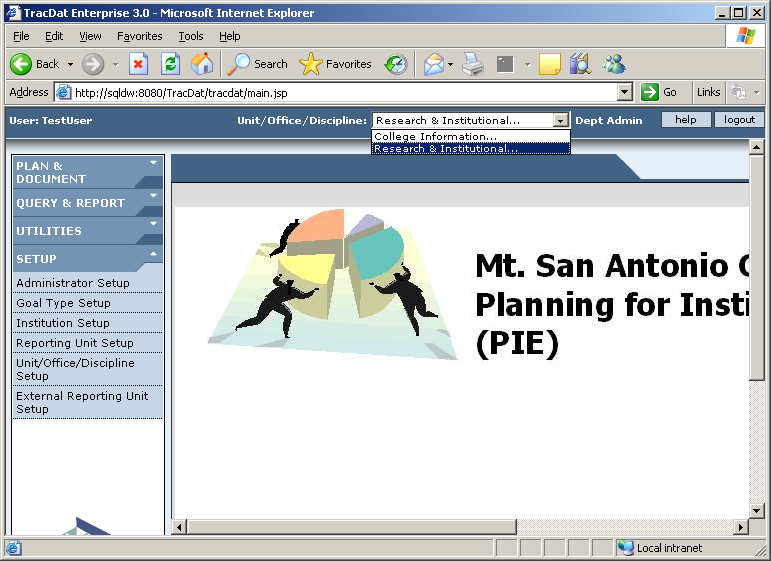 TracDat Enterprise 3.0 - Microsoft Internet Explorer
File Edit View Favorites Tools Help
Back Search Favorites
Address http://sqldw:8080/TracDat/tracdat/main.jsp Go Links
User: TestUser Unit/Office/Discipline: Research & Institutional... Dept Admin help logout
College Information...
Research & Institutional...
PLAN &
DOCUMENT
QUERY & REPORT
UTILITIES
SETUP
Administrator Setup
Goal Type Setup
Institution Setup
Reporting Unit Setup
Unit/Office/Discipline
Setup
External Reporting Unit
Setup
Mt. San Antonio C
Planning for Insti
(PIE)
Local intranet